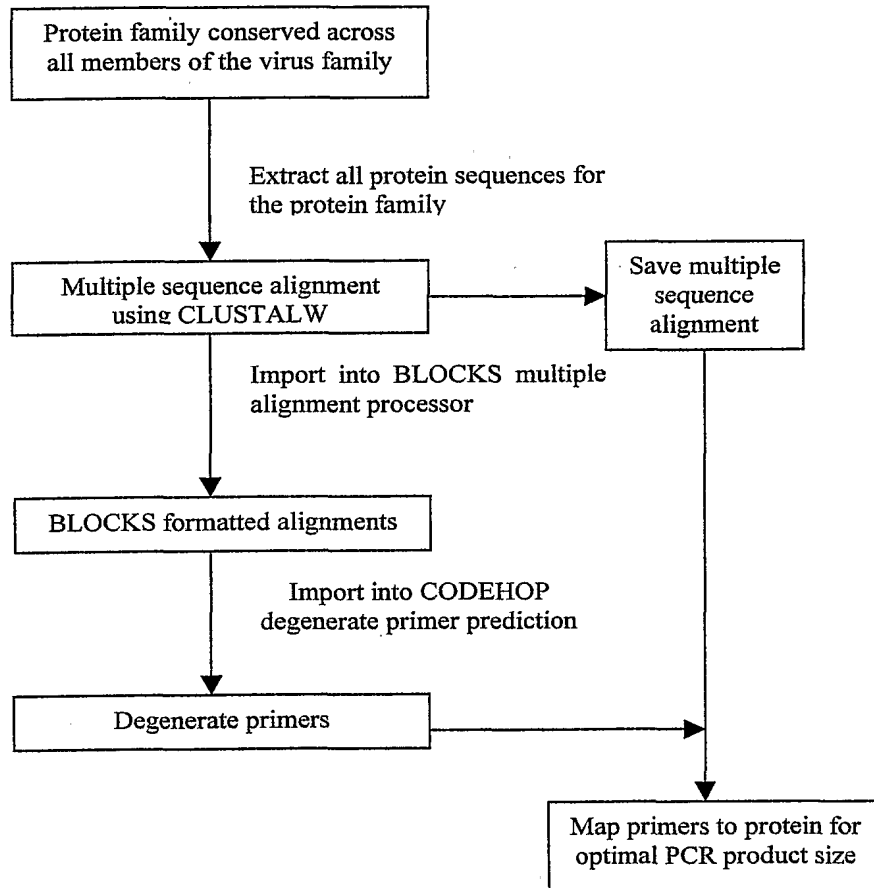 Protein family conserved across
all members of the virus family
Extract all protein sequences for
the protein family
Multiple sequence alignment
using CLUSTALW
Save multiple
sequence
alignment
Import into BLOCKS multiple
alignment processor
BLOCKS formatted alignments
Import into CODEHOP
degenerate primer prediction
Degenerate primers
Map primers to protein for
optimal PCR product size